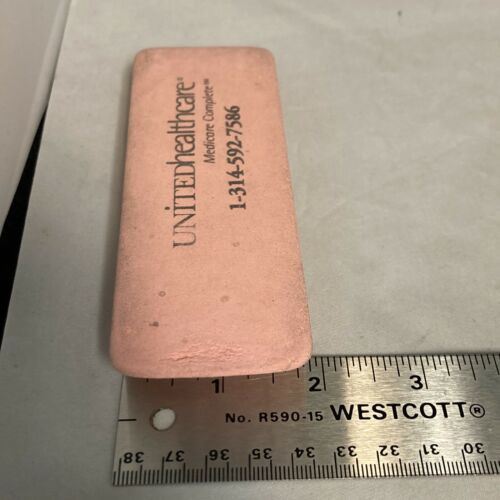 UNITEDhealthcare®
Medicare Complete℠
1-314-592-7586
1 2 3
No. R590-15 WESTCOTT®
38 37 36 35 34 33 32 31 30